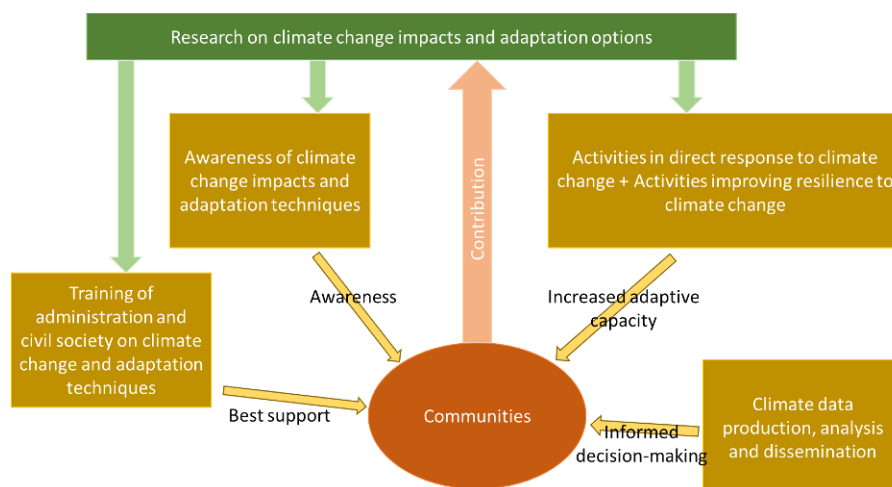 Research on climate change impacts and adaptation options
Awareness of climate
change impacts and
adaptation techniques
Contribution
Activities in direct response to climate
change + Activities improving resilience to
climate change
Training of
administration and
civil society on climate
change and adaptation
techniques
Awareness
Increased adaptive
capacity
Best support
Communities
Informed
decision-making
Climate data
production, analysis
and dissemination